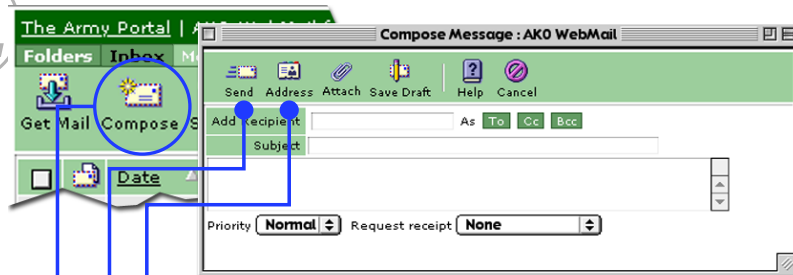 The Army Portal |
Folders Inbox
Get Mail Compose
Date
Compose Message : AKO WebMail
Send Address Attach Save Draft Help Cancel
Add Recipient As To Cc Bcc
Subject
Priority Normal Request receipt None